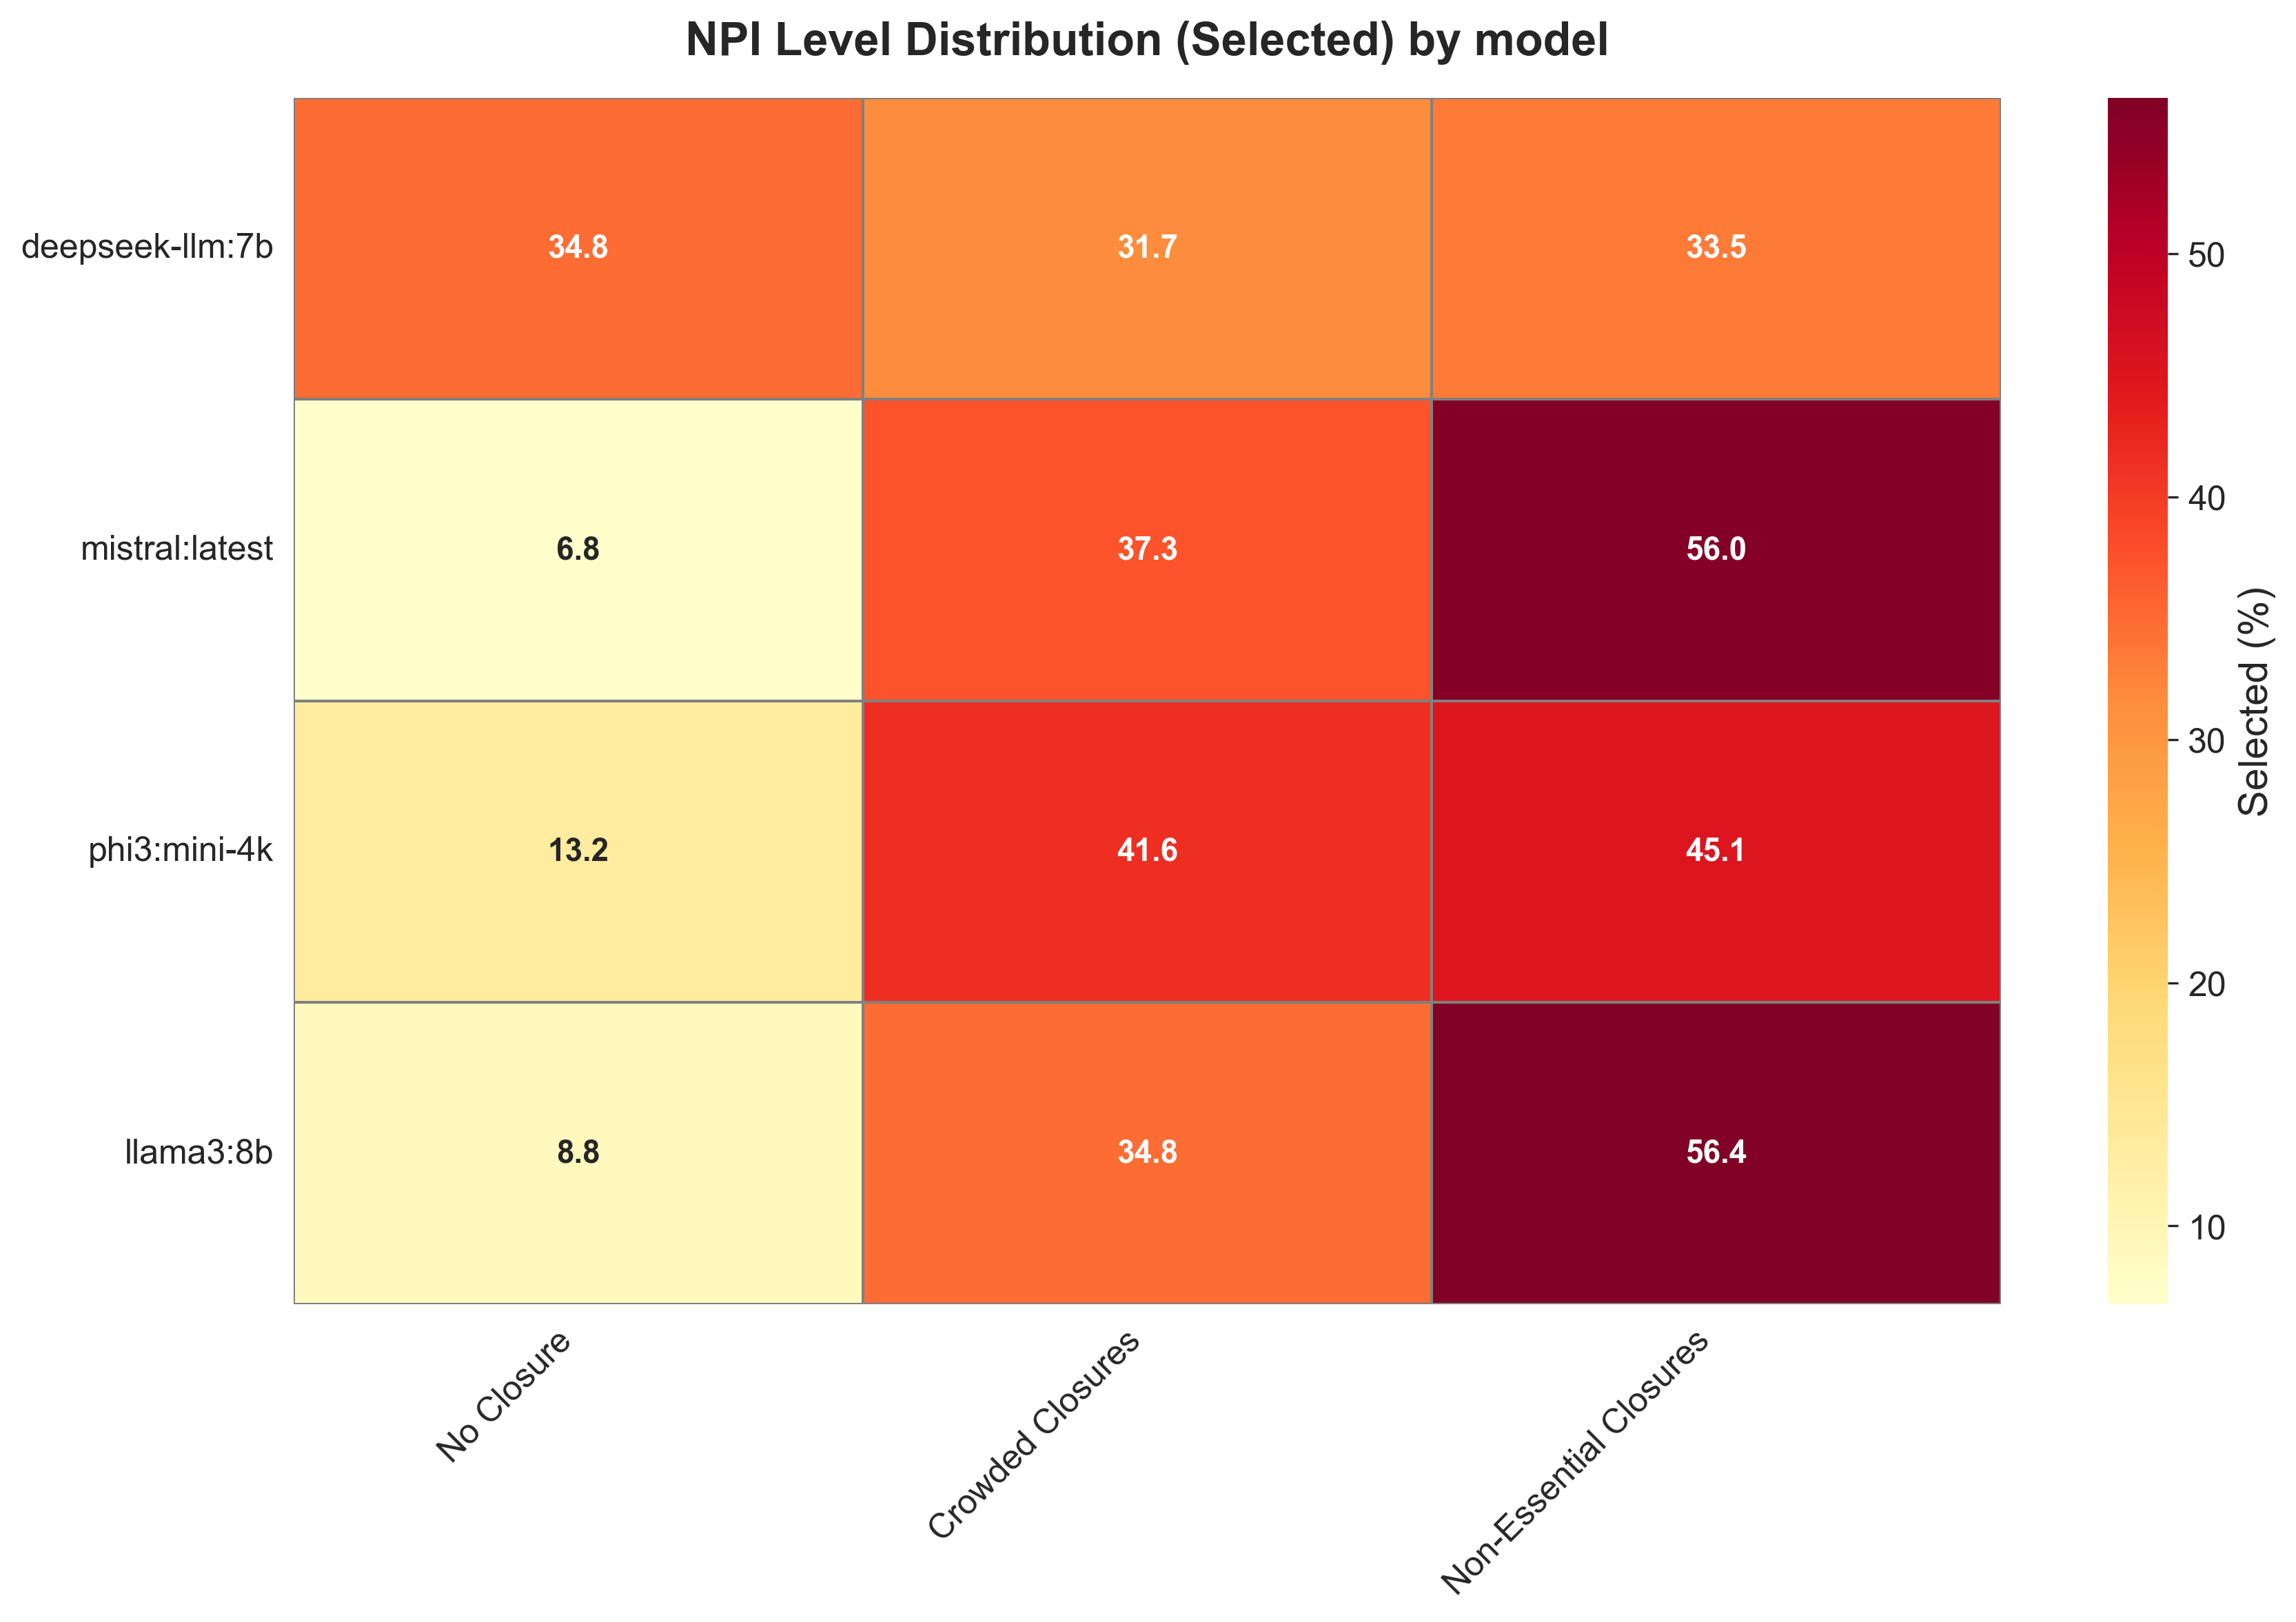 NPI Level Distribution (Selected) by model
deepseek-llm:7b
34.8
31.7
33.5
mistral:latest
6.8
37.3
56.0
phi3:mini-4k
13.2
41.6
45.1
llama3:8b
8.8
34.8
56.4
No Closure
Crowded Closures
Non-Essential Closures
50
40
30
20
10
Selected (%)